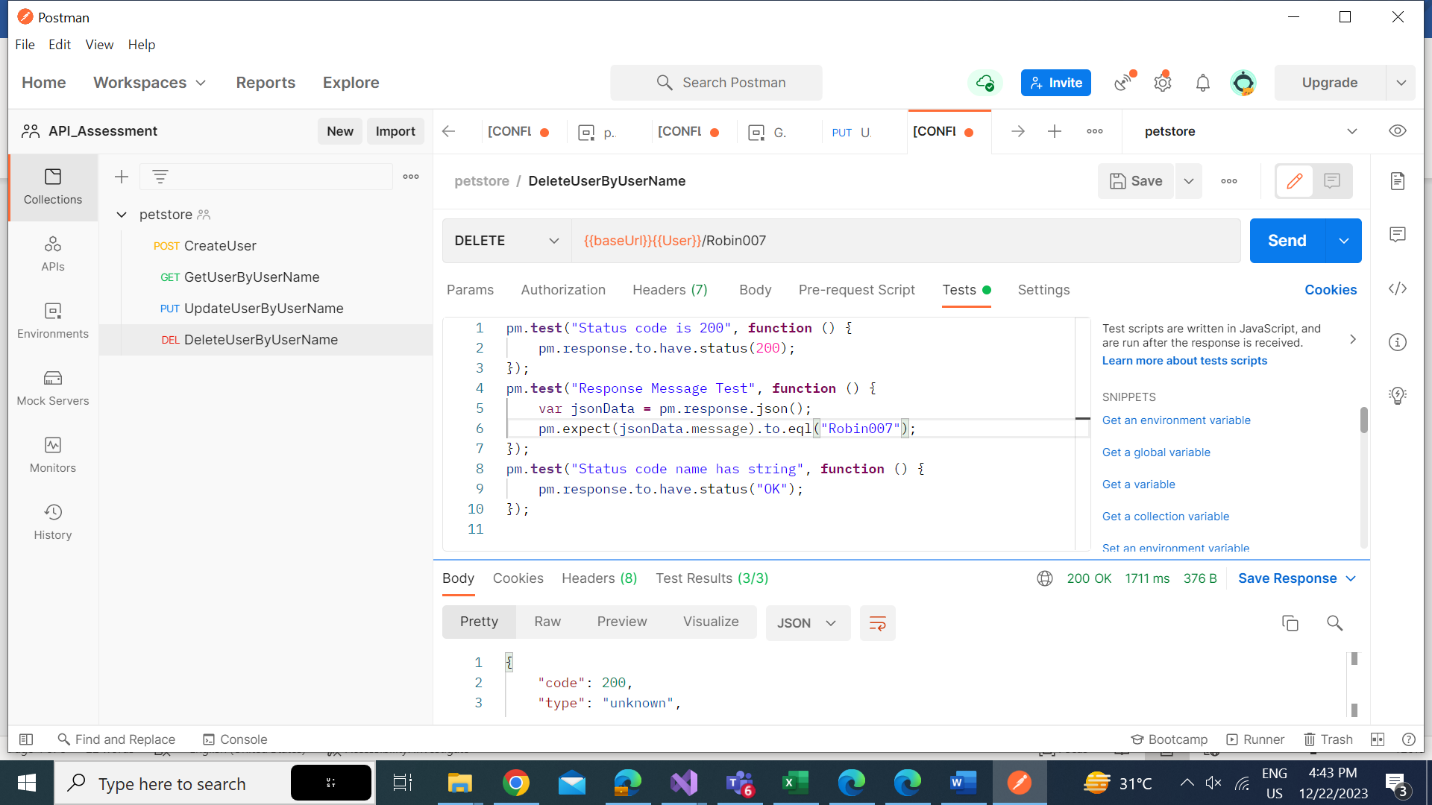 Postman
File Edit View Help
Home Workspaces Reports Explore Search Postman Invite Upgrade
API_Assessment New Import [CONFL p. [CONFL G. PUT U [CONFL petstore
Collections
APIs
Environments
Mock Servers
Monitors
History
petstore
POST CreateUser
GET GetUserByUserName
PUT UpdateUserByUserName
DEL DeleteUserByUserName
petstore / DeleteUserByUserName Save
DELETE {{baseUrl}}{{User}}/Robin007 Send
Params Authorization Headers (7) Body Pre-request Script Tests Settings Cookies
1 pm.test("Status code is 200", function () {
2 pm.response.to.have.status(200);
3 });
4 pm.test("Response Message Test", function () {
5 var jsonData = pm.response.json();
6 pm.expect(jsonData.message).to.eql("Robin007");
7 });
8 pm.test("Status code name has string", function () {
9 pm.response.to.have.status("OK");
10 });
11
Test scripts are written in JavaScript, and
are run after the response is received.
Learn more about tests scripts
SNIPPETS
Get an environment variable
Get a global variable
Get a variable
Get a collection variable
Set an environment variable
Body Cookies Headers (8) Test Results (3/3) 200 OK 1711 ms 376 B Save Response
Pretty Raw Preview Visualize JSON
1 {
2 "code": 200,
3 "type": "unknown",
Find and Replace Console Bootcamp Runner Trash
Type here to search 6 31°C ENG US 4:43 PM 12/22/2023 3